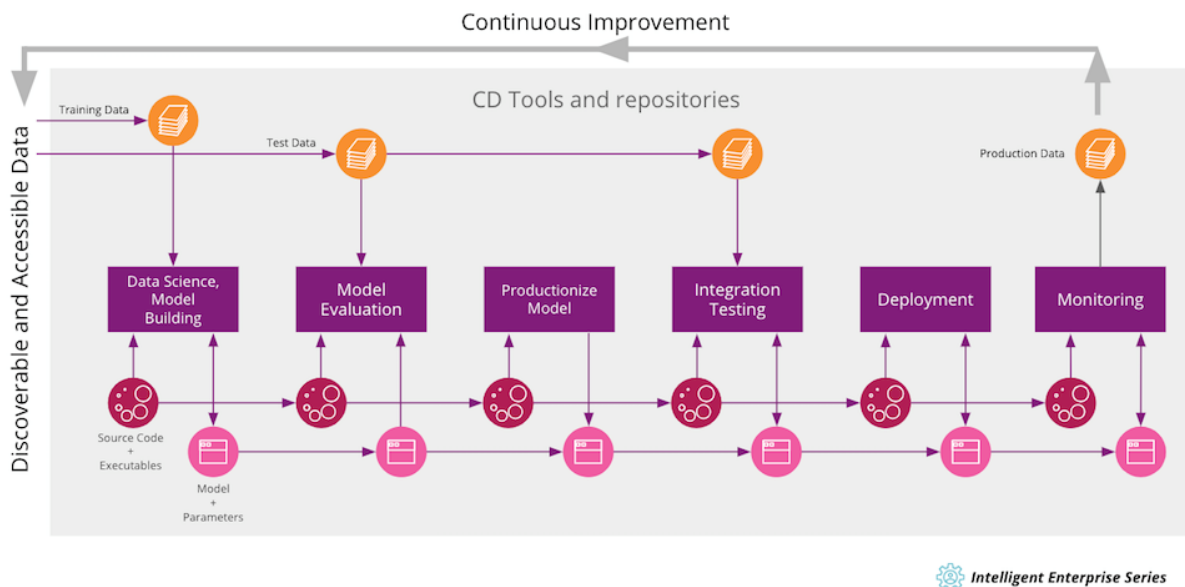 Continuous Improvement
CD Tools and repositories
Training Data
Test Data
Production Data
Discoverable and Accessible Data
Data Science,
Model
Building
Model
Evaluation
Productionize
Model
Integration
Testing
Deployment
Monitoring
Source Code
+
Executables
Model
+
Parameters
Intelligent Enterprise Series